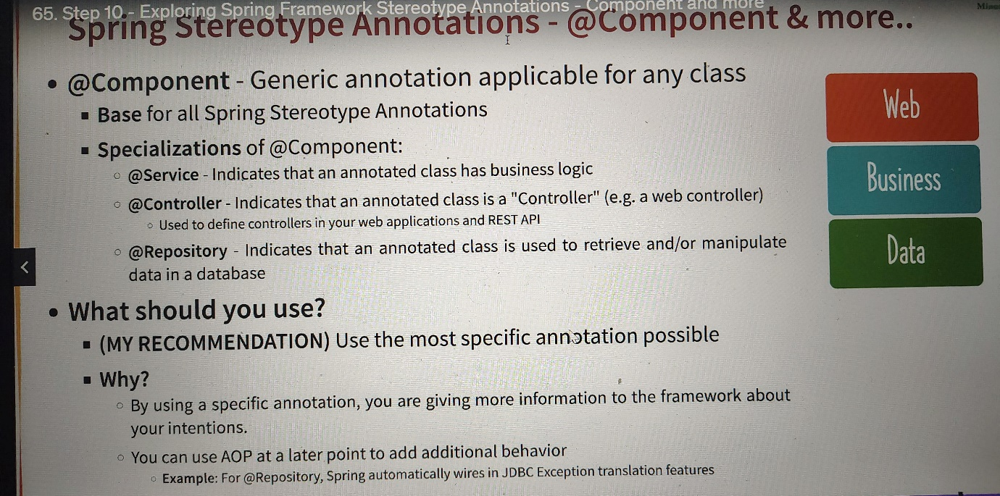 65. Step 10 - Exploring Spring Framework Stereotype Annotations - Component and more
Spring Stereotype Annotations - @Component & more..
• @Component - Generic annotation applicable for any class
▪ Base for all Spring Stereotype Annotations
▪ Specializations of @Component:
○ @Service - Indicates that an annotated class has business logic
○ @Controller - Indicates that an annotated class is a "Controller" (e.g. a web controller)
○ Used to define controllers in your web applications and REST API
○ @Repository - Indicates that an annotated class is used to retrieve and/or manipulate
data in a database
• What should you use?
▪ (MY RECOMMENDATION) Use the most specific annotation possible
▪ Why?
○ By using a specific annotation, you are giving more information to the framework about
your intentions.
○ You can use AOP at a later point to add additional behavior
○ Example: For @Repository, Spring automatically wires in JDBC Exception translation features
Web
Business
Data